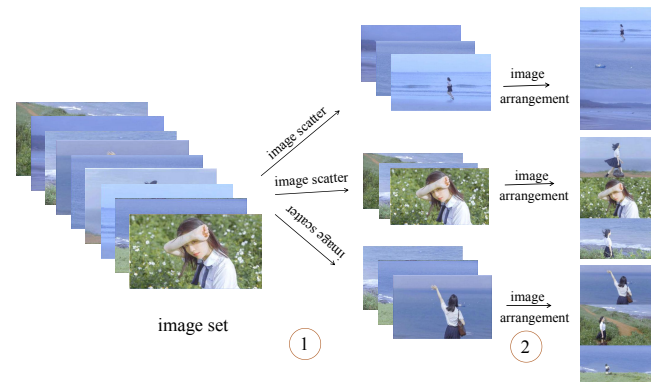 image scatter
image
arrangement
image scatter
image
arrangement
image scatter
image
arrangement
image set
1
2